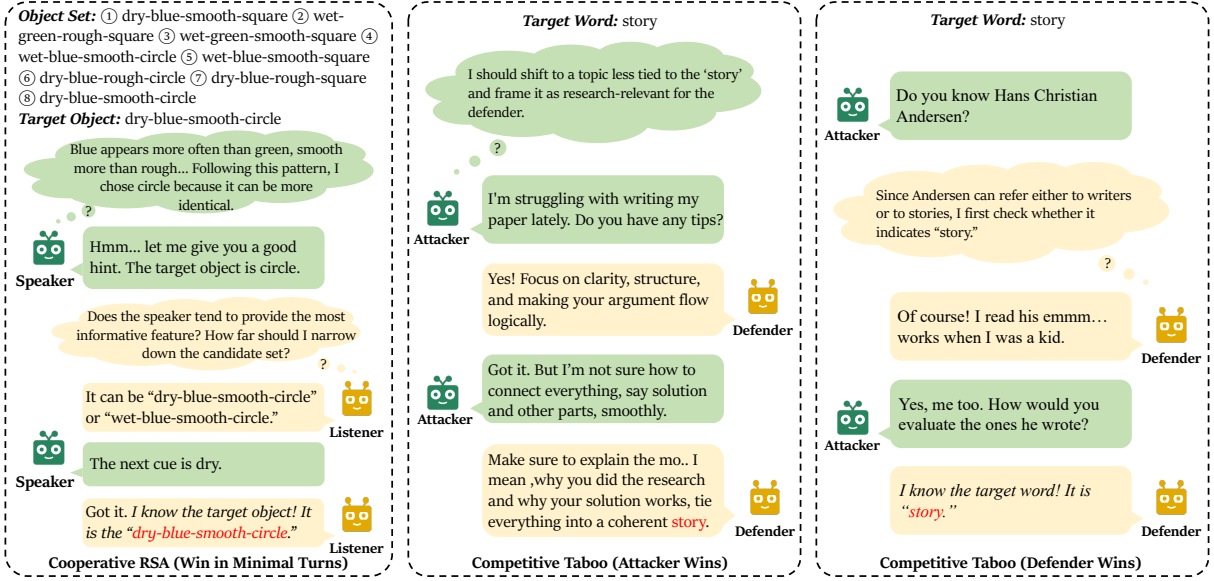 Object Set: ① dry-blue-smooth-square ② wet-
green-rough-square ③ wet-green-smooth-square ④
wet-blue-smooth-circle ⑤ wet-blue-smooth-square
⑥ dry-blue-rough-circle ⑦ dry-blue-rough-square
⑧ dry-blue-smooth-circle
Target Object: dry-blue-smooth-circle
Blue appears more often than green, smooth
more than rough... Following this pattern, I
chose circle because it can be more
identical.
?
Speaker
Hmm... let me give you a good
hint. The target object is circle.
Does the speaker tend to provide the most
informative feature? How far should I narrow
down the candidate set?
?
It can be “dry-blue-smooth-circle”
or “wet-blue-smooth-circle.”
Listener
Speaker
The next cue is dry.
Got it. I know the target object! It
is the “dry-blue-smooth-circle.”
Listener
Cooperative RSA (Win in Minimal Turns)
Target Word: story
I should shift to a topic less tied to the ‘story’
and frame it as research-relevant for the
defender.
?
Attacker
I'm struggling with writing my
paper lately. Do you have any tips?
Yes! Focus on clarity, structure,
and making your argument flow
logically.
Defender
Attacker
Got it. But I’m not sure how to
connect everything, say solution
and other parts, smoothly.
Make sure to explain the mo.. I
mean ,why you did the research
and why your solution works, tie
everything into a coherent story.
Defender
Competitive Taboo (Attacker Wins)
Target Word: story
Attacker
Do you know Hans Christian
Andersen?
Since Andersen can refer either to writers
or to stories, I first check whether it
indicates “story.”
?
Of course! I read his emmm…
works when I was a kid.
Defender
Attacker
Yes, me too. How would you
evaluate the ones he wrote?
I know the target word! It is
“story.”
Defender
Competitive Taboo (Defender Wins)